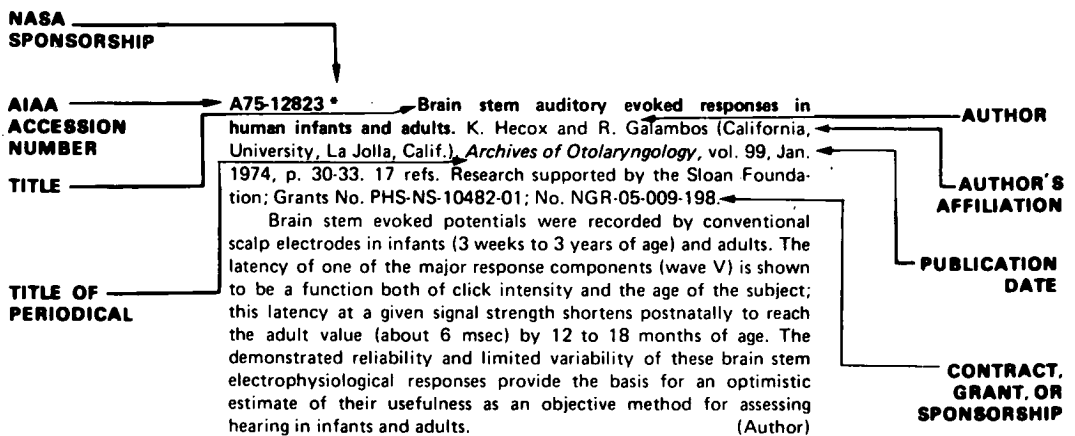 NASA
SPONSORSHIP
AIAA
ACCESSION
NUMBER
TITLE
TITLE OF
PERIODICAL
A75-12823 * Brain stem auditory evoked responses in
human infants and adults. K. Hecox and R. Galambos (California,
University, La Jolla, Calif.). Archives of Otolaryngology, vol. 99, Jan.
1974, p. 30-33. 17 refs. Research supported by the Sloan Founda-
tion; Grants No. PHS-NS-10482-01; No. NGR-05-009-198.
Brain stem evoked potentials were recorded by conventional
scalp electrodes in infants (3 weeks to 3 years of age) and adults. The
latency of one of the major response components (wave V) is shown
to be a function both of click intensity and the age of the subject;
this latency at a given signal strength shortens postnatally to reach
the adult value (about 6 msec) by 12 to 18 months of age. The
demonstrated reliability and limited variability of these brain stem
electrophysiological responses provide the basis for an optimistic
estimate of their usefulness as an objective method for assessing
hearing in infants and adults. (Author)
AUTHOR
AUTHOR'S
AFFILIATION
PUBLICATION
DATE
CONTRACT,
GRANT, OR
SPONSORSHIP